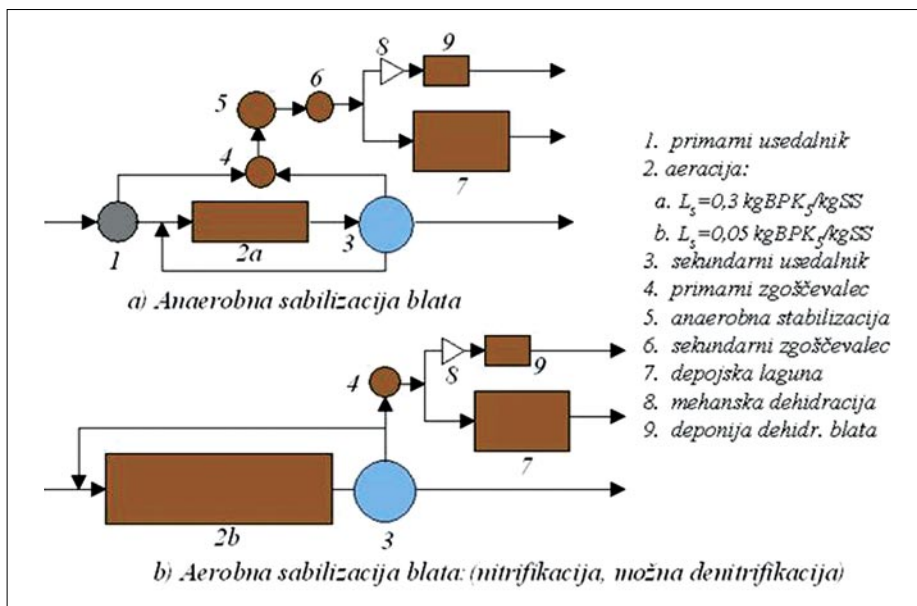 8
9
6
5
4
7
1
2a
3
a) Anaerobna sabilizacija blata
4
8
9
7
2b
3
b) Aerobna sabilizacija blata: (nitrifikacija, možna denitrifikacija)
1. primarni usedalnik
2. aeracija:
a. Ls=0,3 kgBPK5/kgSS
b. Ls=0,05 kgBPK5/kgSS
3. sekundarni usedalnik
4. primarni zgoščevalec
5. anaerobna stabilizacija
6. sekundarni zgoščevalec
7. depojska laguna
8. mehanska dehidracija
9. deponija dehidr. blata